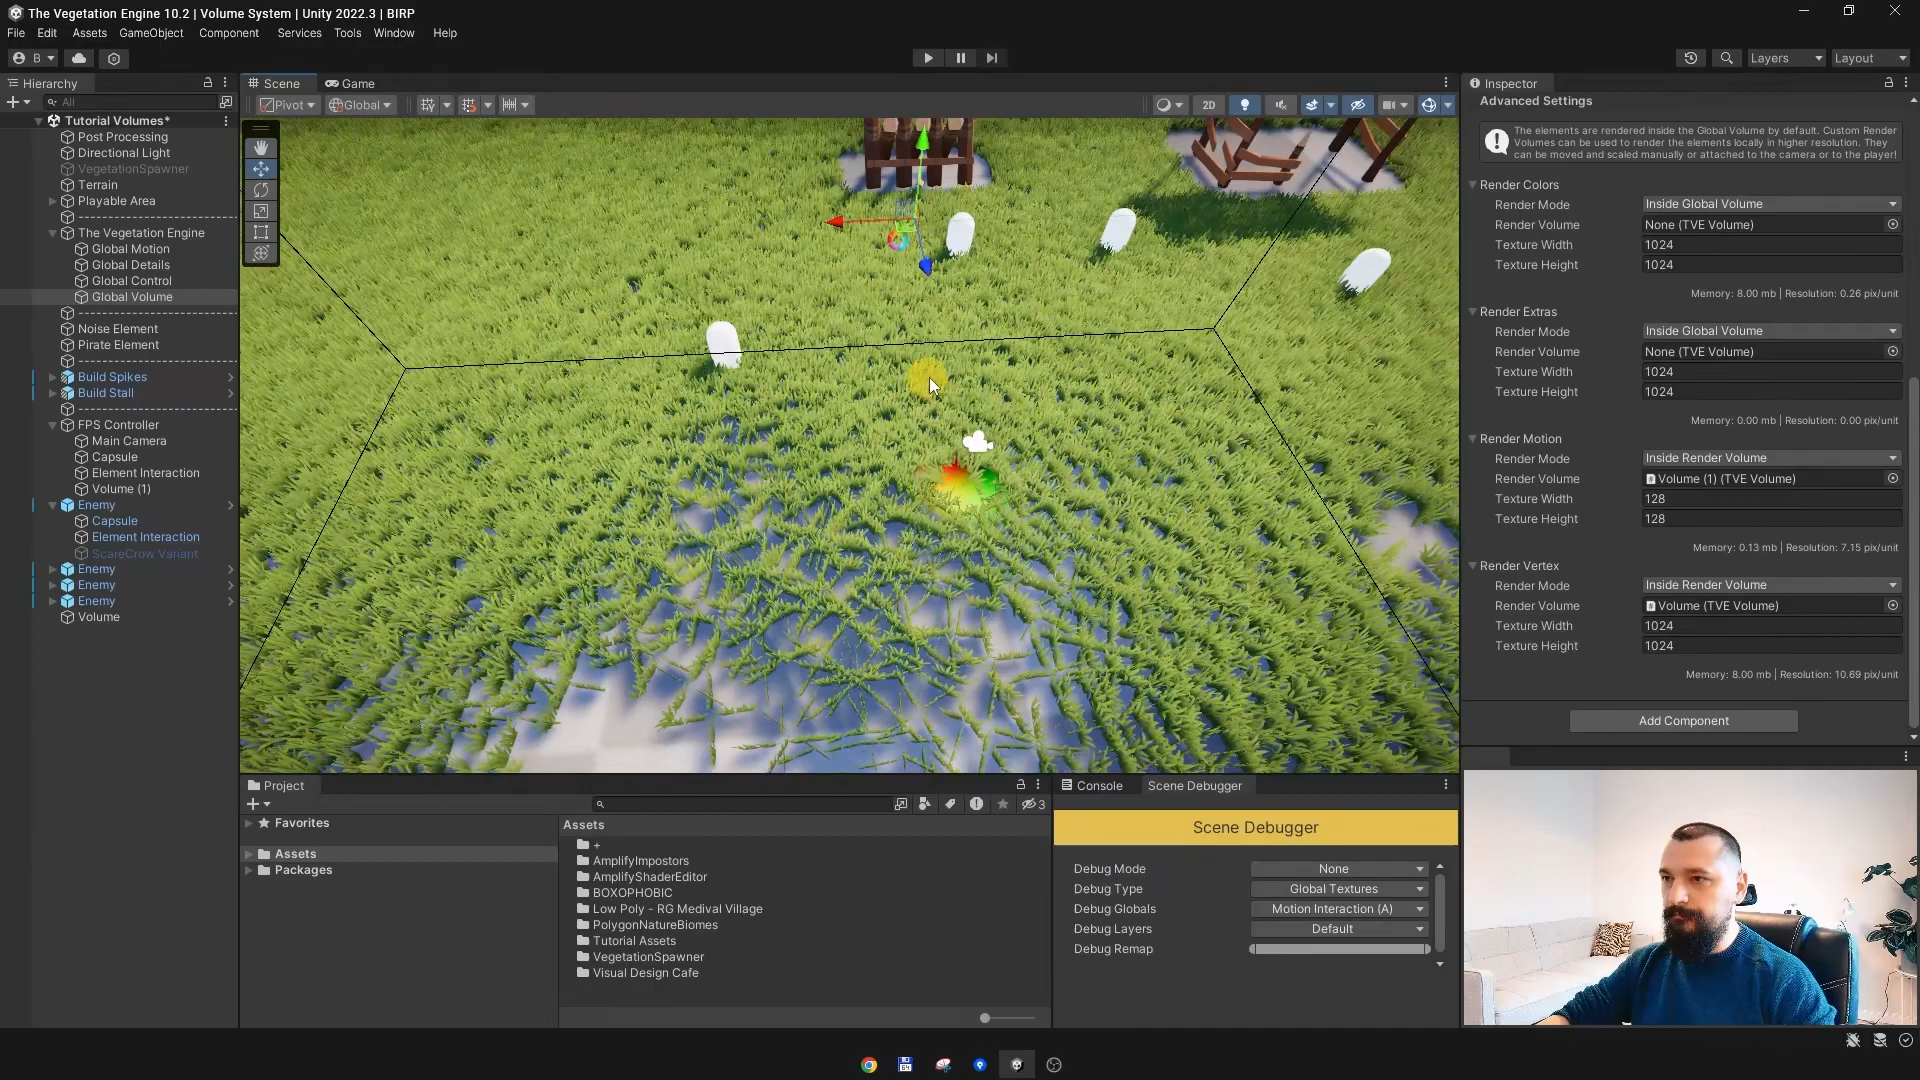 The Vegetation Engine 10.2 | Volume System | Unity 2022.3 | BIRP
File Edit Assets GameObject Component Services Tools Window Help
B
Layers Layout
Hierarchy
All
Tutorial Volumes*
Post Processing
Directional Light
VegetationSpawner
Terrain
Playable Area
--------------------------
The Vegetation Engine
Global Motion
Global Details
Global Control
Global Volume
--------------------------
Noise Element
Pirate Element
--------------------------
Build Spikes
Build Stall
--------------------------
FPS Controller
Main Camera
Capsule
Element Interaction
Volume (1)
Enemy
Capsule
Element Interaction
ScareCrow Variant
Enemy
Enemy
Enemy
Volume
Scene Game
Pivot Global
2D
Inspector
Advanced Settings
The elements are rendered inside the Global Volume by default. Custom Render
Volumes can be used to render the elements locally in higher resolution. They
can be moved and scaled manually or attached to the camera or to the player!
Render Colors
Render Mode Inside Global Volume
Render Volume None (TVE Volume)
Texture Width 1024
Texture Height 1024
Memory: 8.00 mb | Resolution: 0.26 pix/unit
Render Extras
Render Mode Inside Global Volume
Render Volume None (TVE Volume)
Texture Width 1024
Texture Height 1024
Memory: 0.00 mb | Resolution: 0.00 pix/unit
Render Motion
Render Mode Inside Render Volume
Render Volume Volume (1) (TVE Volume)
Texture Width 128
Texture Height 128
Memory: 0.13 mb | Resolution: 7.15 pix/unit
Render Vertex
Render Mode Inside Render Volume
Render Volume Volume (TVE Volume)
Texture Width 1024
Texture Height 1024
Memory: 8.00 mb | Resolution: 10.69 pix/unit
Add Component
Project
3
Favorites
Assets
Packages
Assets
+
AmplifyImpostors
AmplifyShaderEditor
BOXOPHOBIC
Low Poly - RG Medival Village
PolygonNatureBiomes
Tutorial Assets
VegetationSpawner
Visual Design Cafe
Console Scene Debugger
Scene Debugger
Debug Mode None
Debug Type Global Textures
Debug Globals Motion Interaction (A)
Debug Layers Default
Debug Remap
64